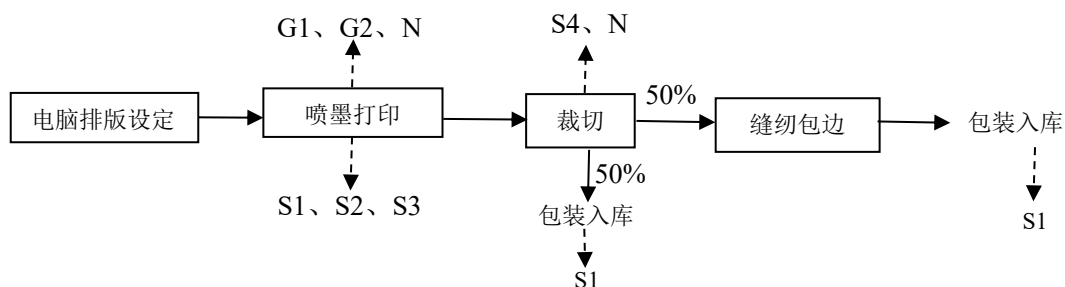 G1、G2、N
S4、N
电脑排版设定
喷墨打印
裁切
50%
缝纫包边
包装入库
50%
S1、S2、S3
包装入库
S1
S1